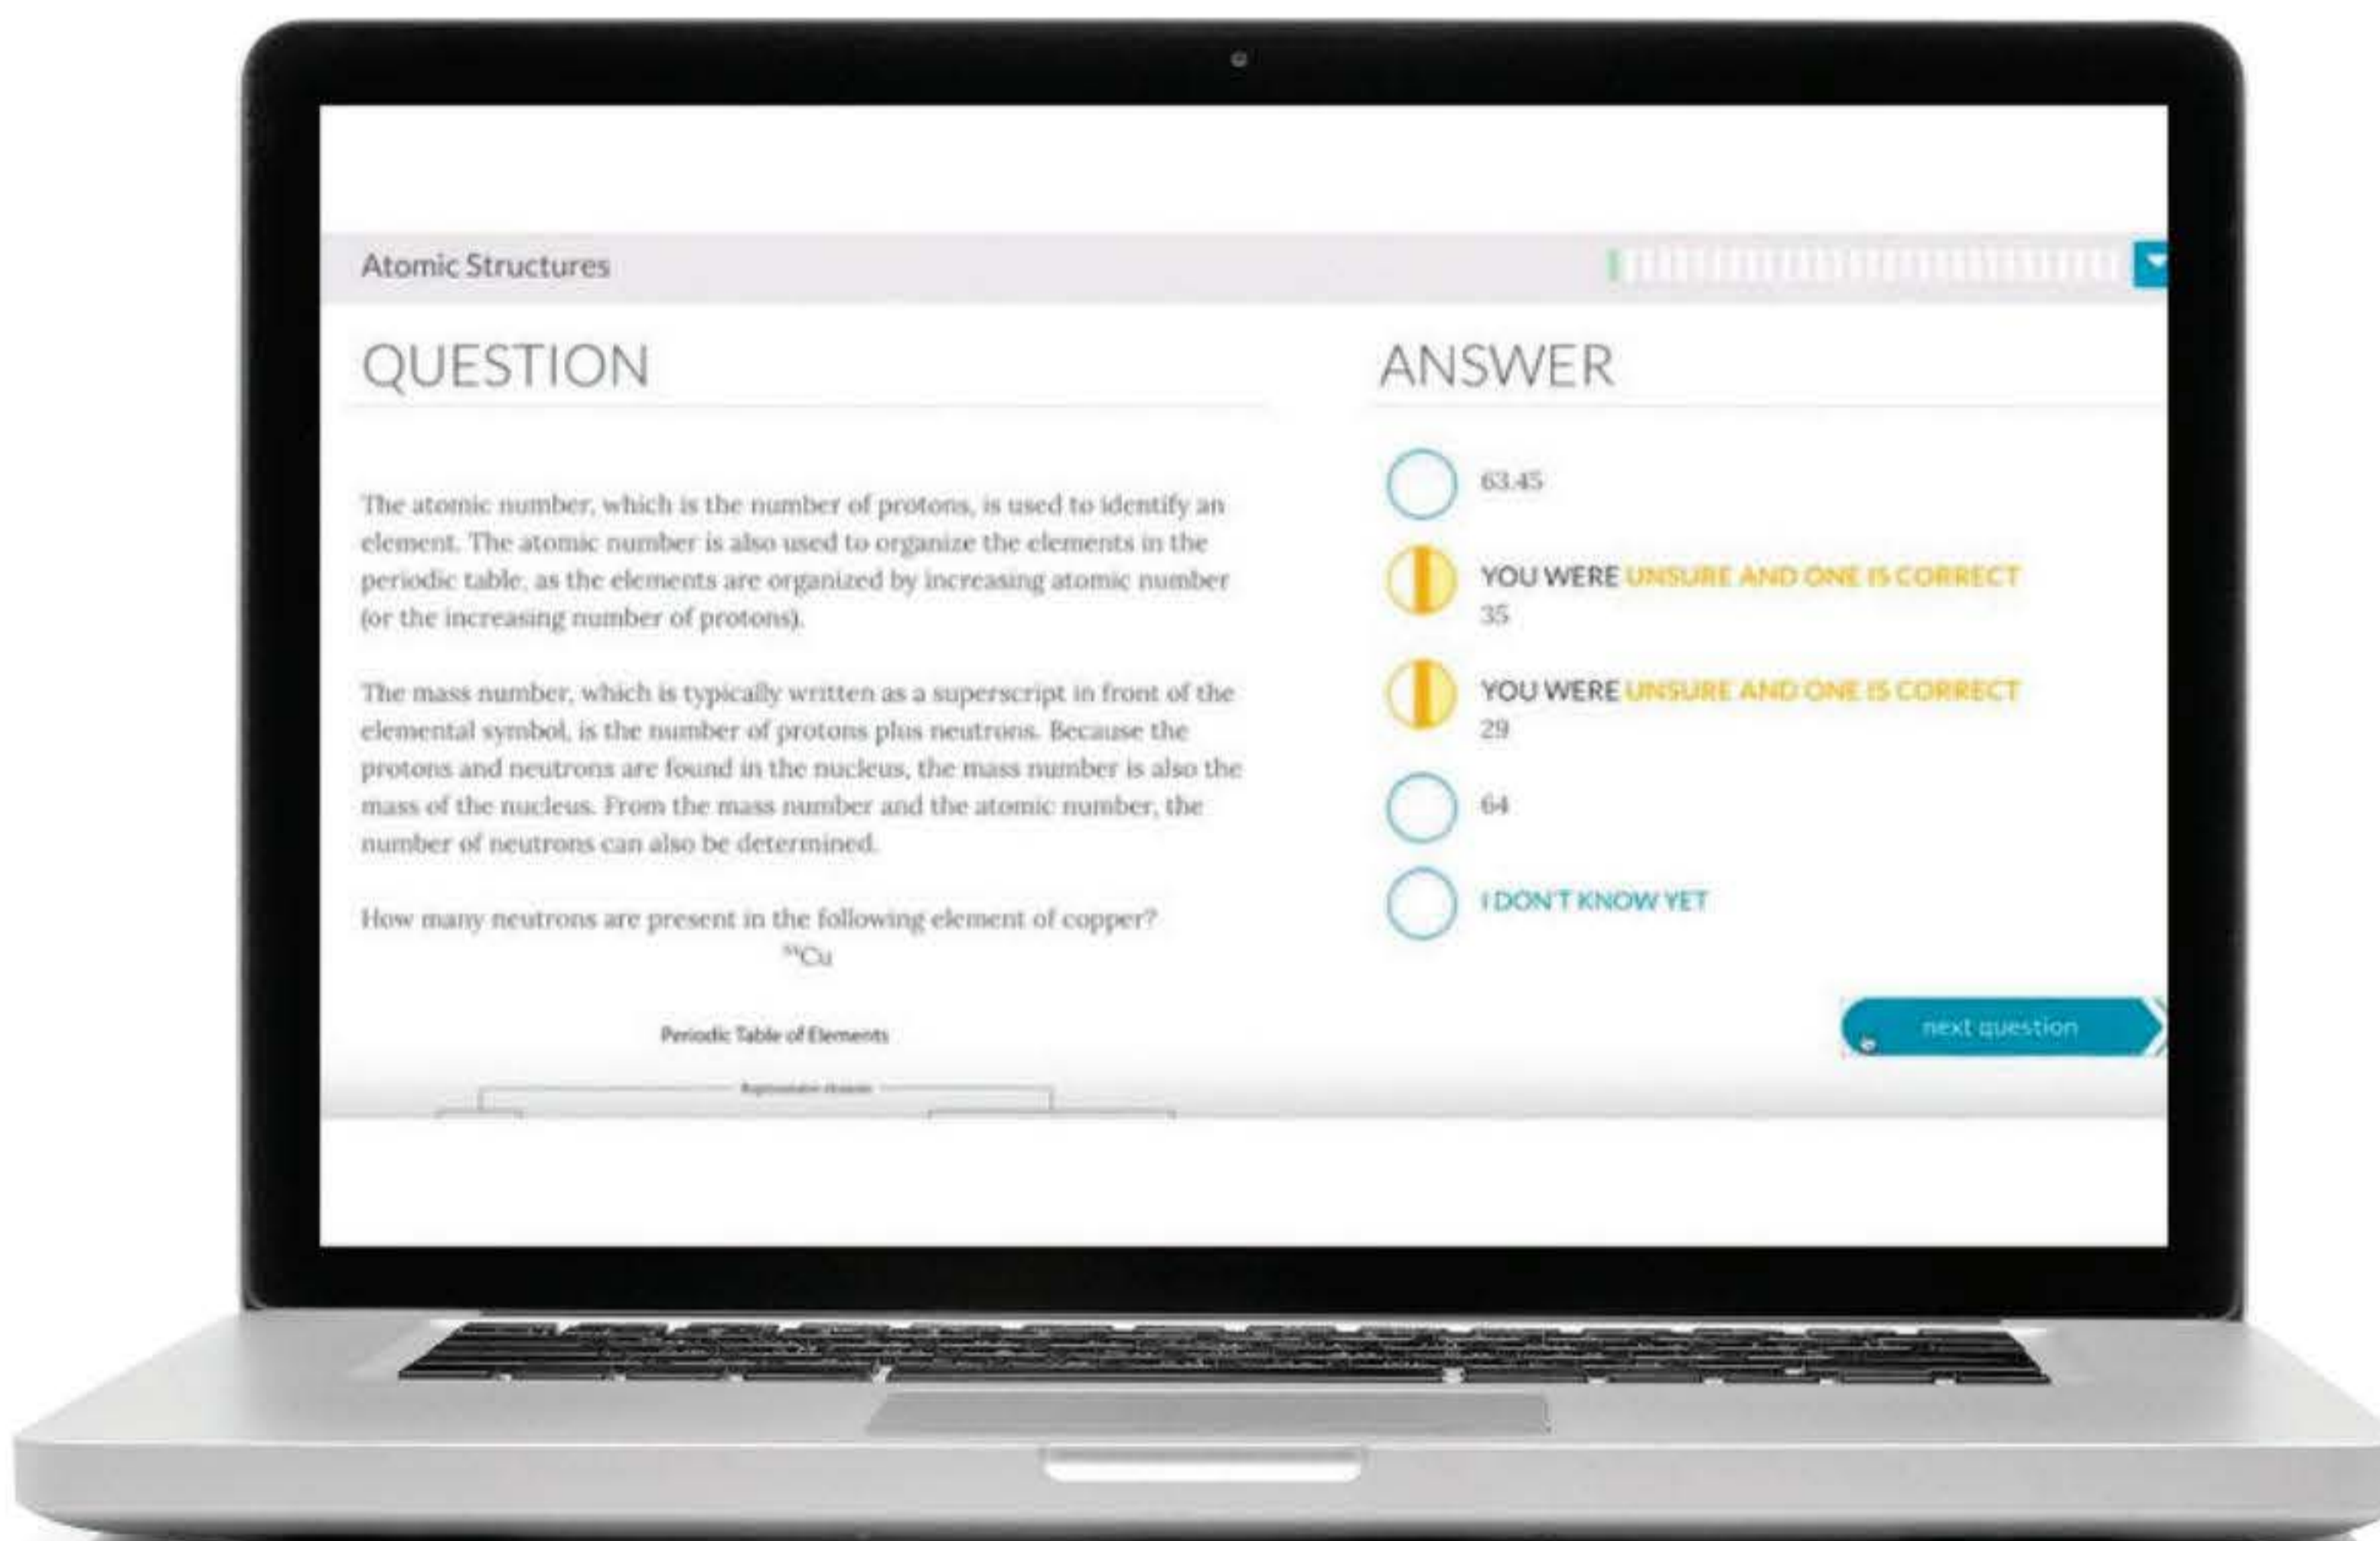 Atomic Structures
QUESTION
The atomic number, which is the number of protons, is used to identify an
element. The atomic number is also used to organize the elements in the
periodic table, as the elements are organized by increasing atomic number
(or the increasing number of protons).
The mass number, which is typically written as a superscript in front of the
elemental symbol, is the number of protons plus neutrons. Because the
protons and neutrons are found in the nucleus, the mass number is also the
mass of the nucleus. From the mass number and the atomic number, the
number of neutrons can also be determined.
How many neutrons are present in the following element of copper?
Cu
Periodic Table of Elements
ANSWER
63.45
YOU WERE UNSURE AND ONE IS CORRECT
35
YOU WERE UNSURE AND ONE IS CORRECT
29
64
I DON'T KNOW YET
next question